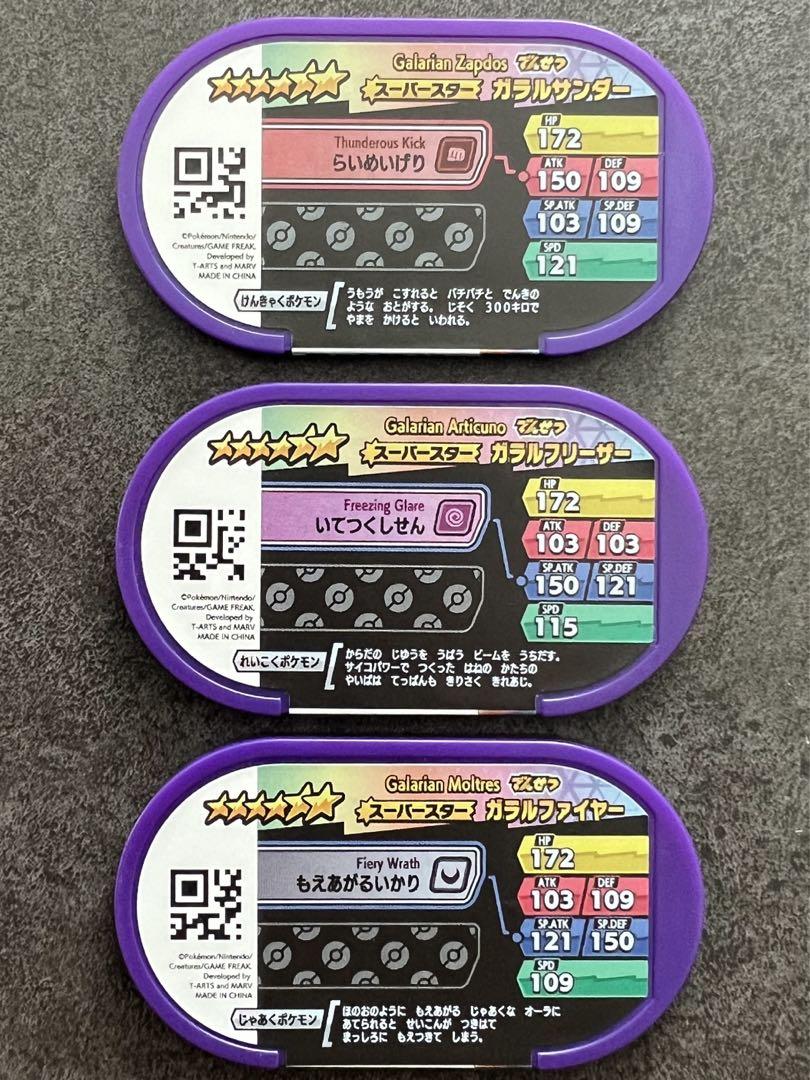 Galarian Zapdos でんせつ
スーパースター ガラルサンダー
Thunderous Kick
らいめいげり
HP
172
ATK DEF
150 109
SP.ATK SP.DEF
103 109
SPD
121
©Pokémon/Nintendo/
Creatures/GAME FREAK,
Developed by
T-ARTS and MARV
MADE IN CHINA
けんきゃくポケモン
うもうが こすれると バチバチと でんきの
ような おとがする。 じそく 300キロで
やまを かけると いわれる。
Galarian Articuno でんせつ
スーパースター ガラルフリーザー
Freezing Glare
いてつくしせん
HP
172
ATK DEF
103 103
SP.ATK SP.DEF
150 121
SPD
115
©Pokémon/Nintendo/
Creatures/GAME FREAK,
Developed by
T-ARTS and MARV
MADE IN CHINA
れいこくポケモン
からだの じゆうを うばう ビームを うちだす。
サイコパワーで つくった はねの かたちの
やいばは てっぱんも きりさく きれあじ。
Galarian Moltres でんせつ
スーパースター ガラルファイヤー
Fiery Wrath
もえあがるいかり
HP
172
ATK DEF
103 109
SP.ATK SP.DEF
121 150
SPD
109
©Pokémon/Nintendo/
Creatures/GAME FREAK,
Developed by
T-ARTS and MARV
MADE IN CHINA
じゃあくポケモン
ほのおのように もえあがる じゃあくな オーラに
あてられると せいこんが つきはて
まっしろに もえつきて しまう。